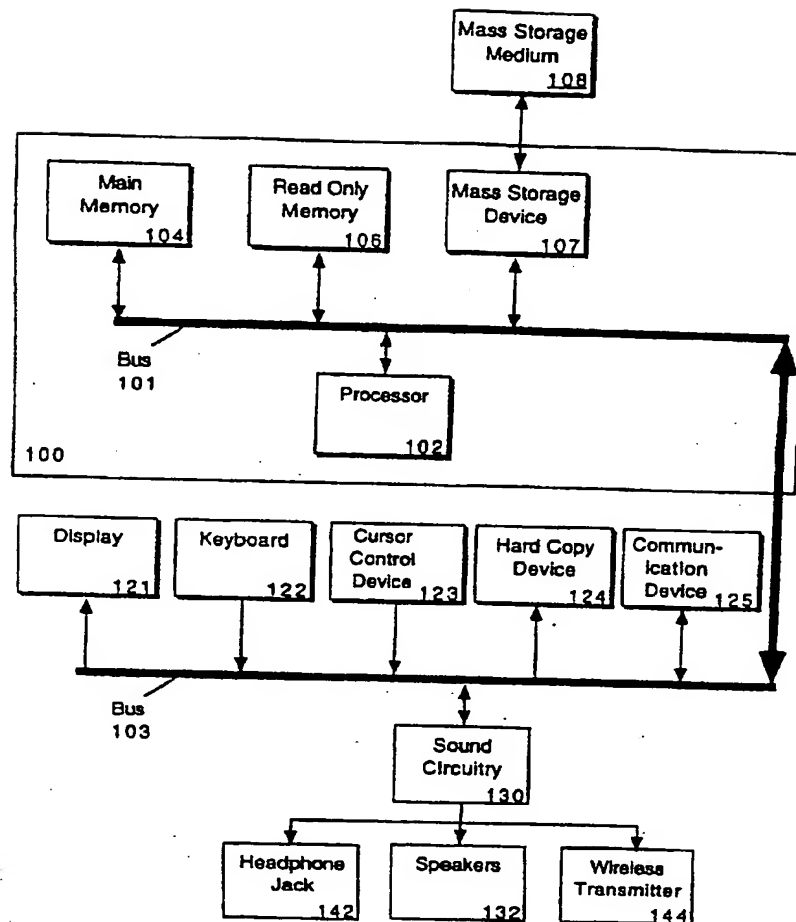 Mass Storage
Medium
108
Main
Memory
104
Read Only
Memory
106
Mass Storage
Device
107
Bus
101
Processor
102
100
Display
121
Keyboard
122
Cursor
Control
Device
123
Hard Copy
Device
124
Commun-
ication
Device
125
Bus
103
Sound
Circuitry
130
Headphone
Jack
142
Speakers
132
Wireless
Transmitter
144